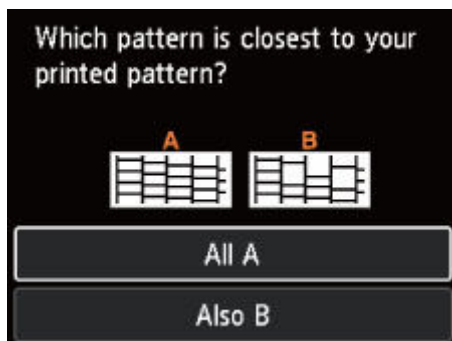 Which pattern is closest to your
printed pattern?
A B
All A
Also B